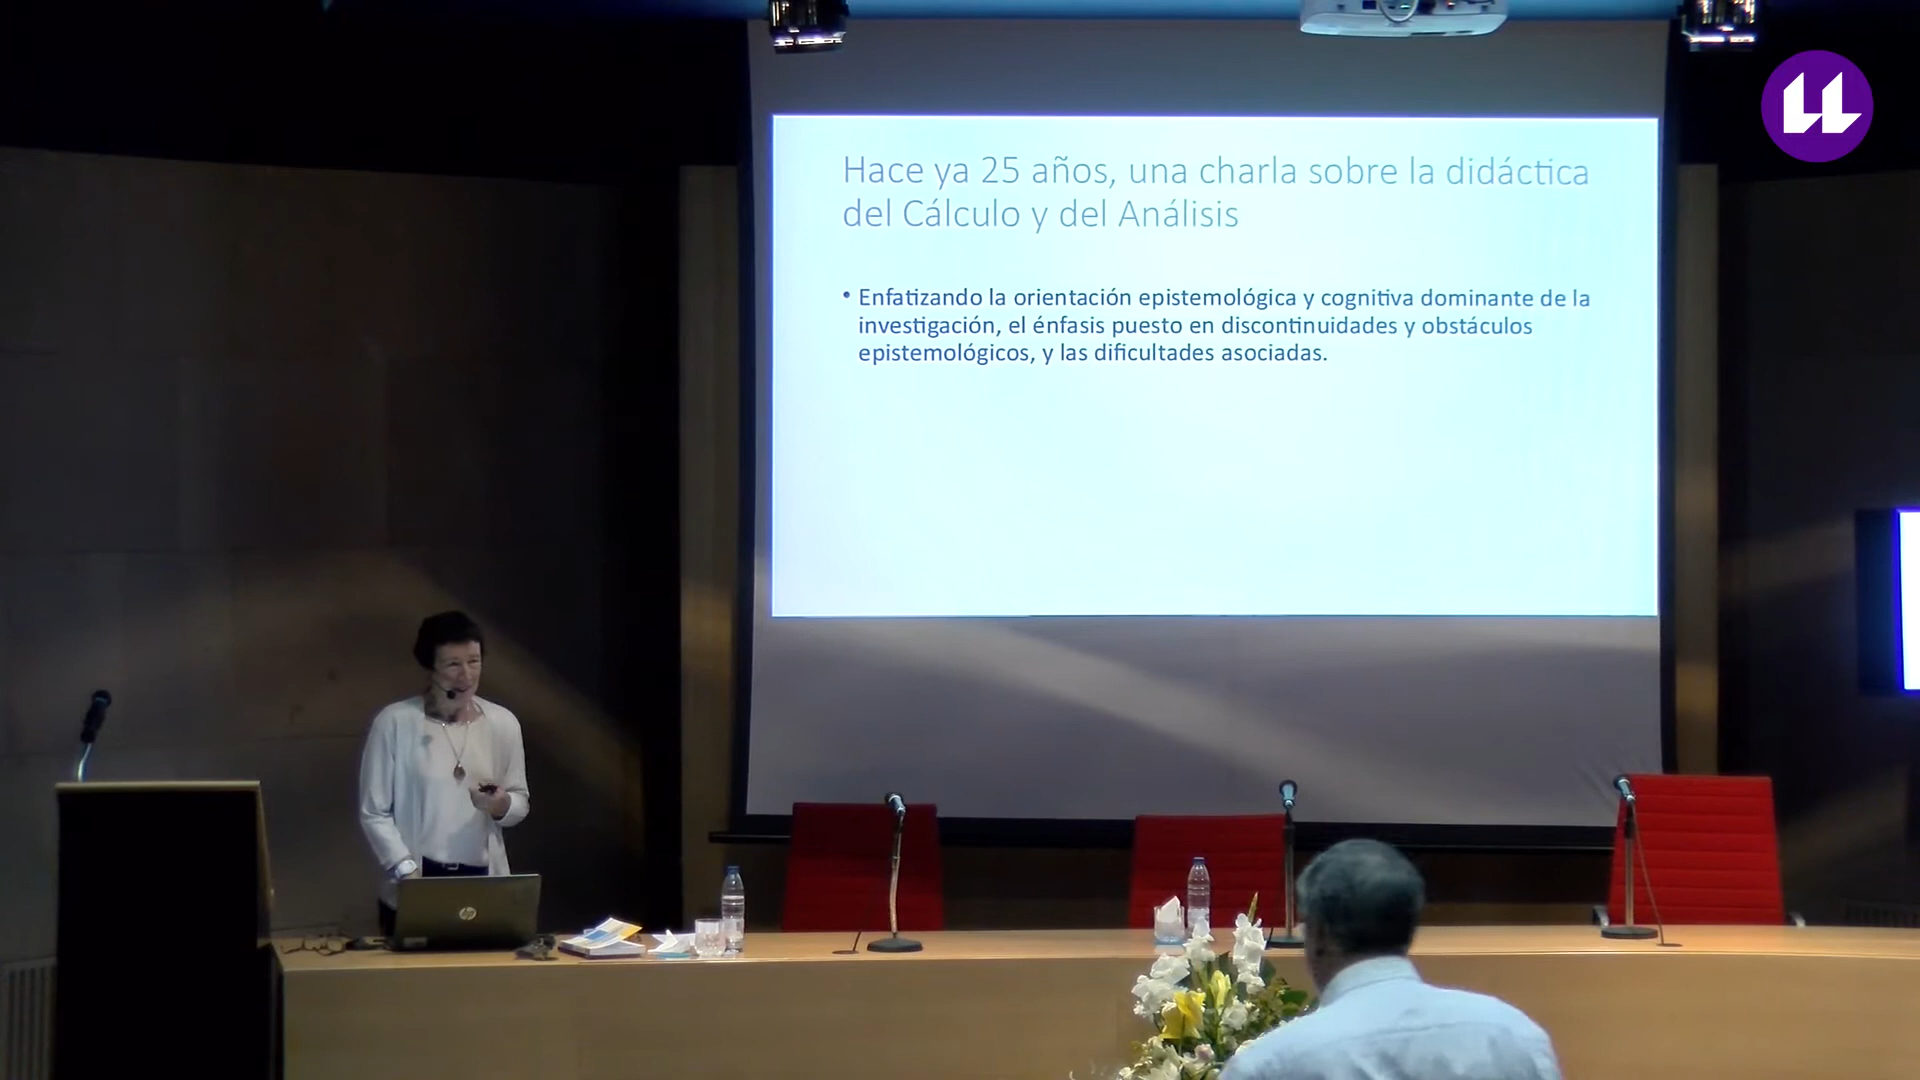 Hace ya 25 años, una charla sobre la didáctica
del Cálculo y del Análisis
• Enfatizando la orientación epistemológica y cognitiva dominante de la
investigación, el énfasis puesto en discontinuidades y obstáculos
epistemológicos, y las dificultades asociadas.
hp